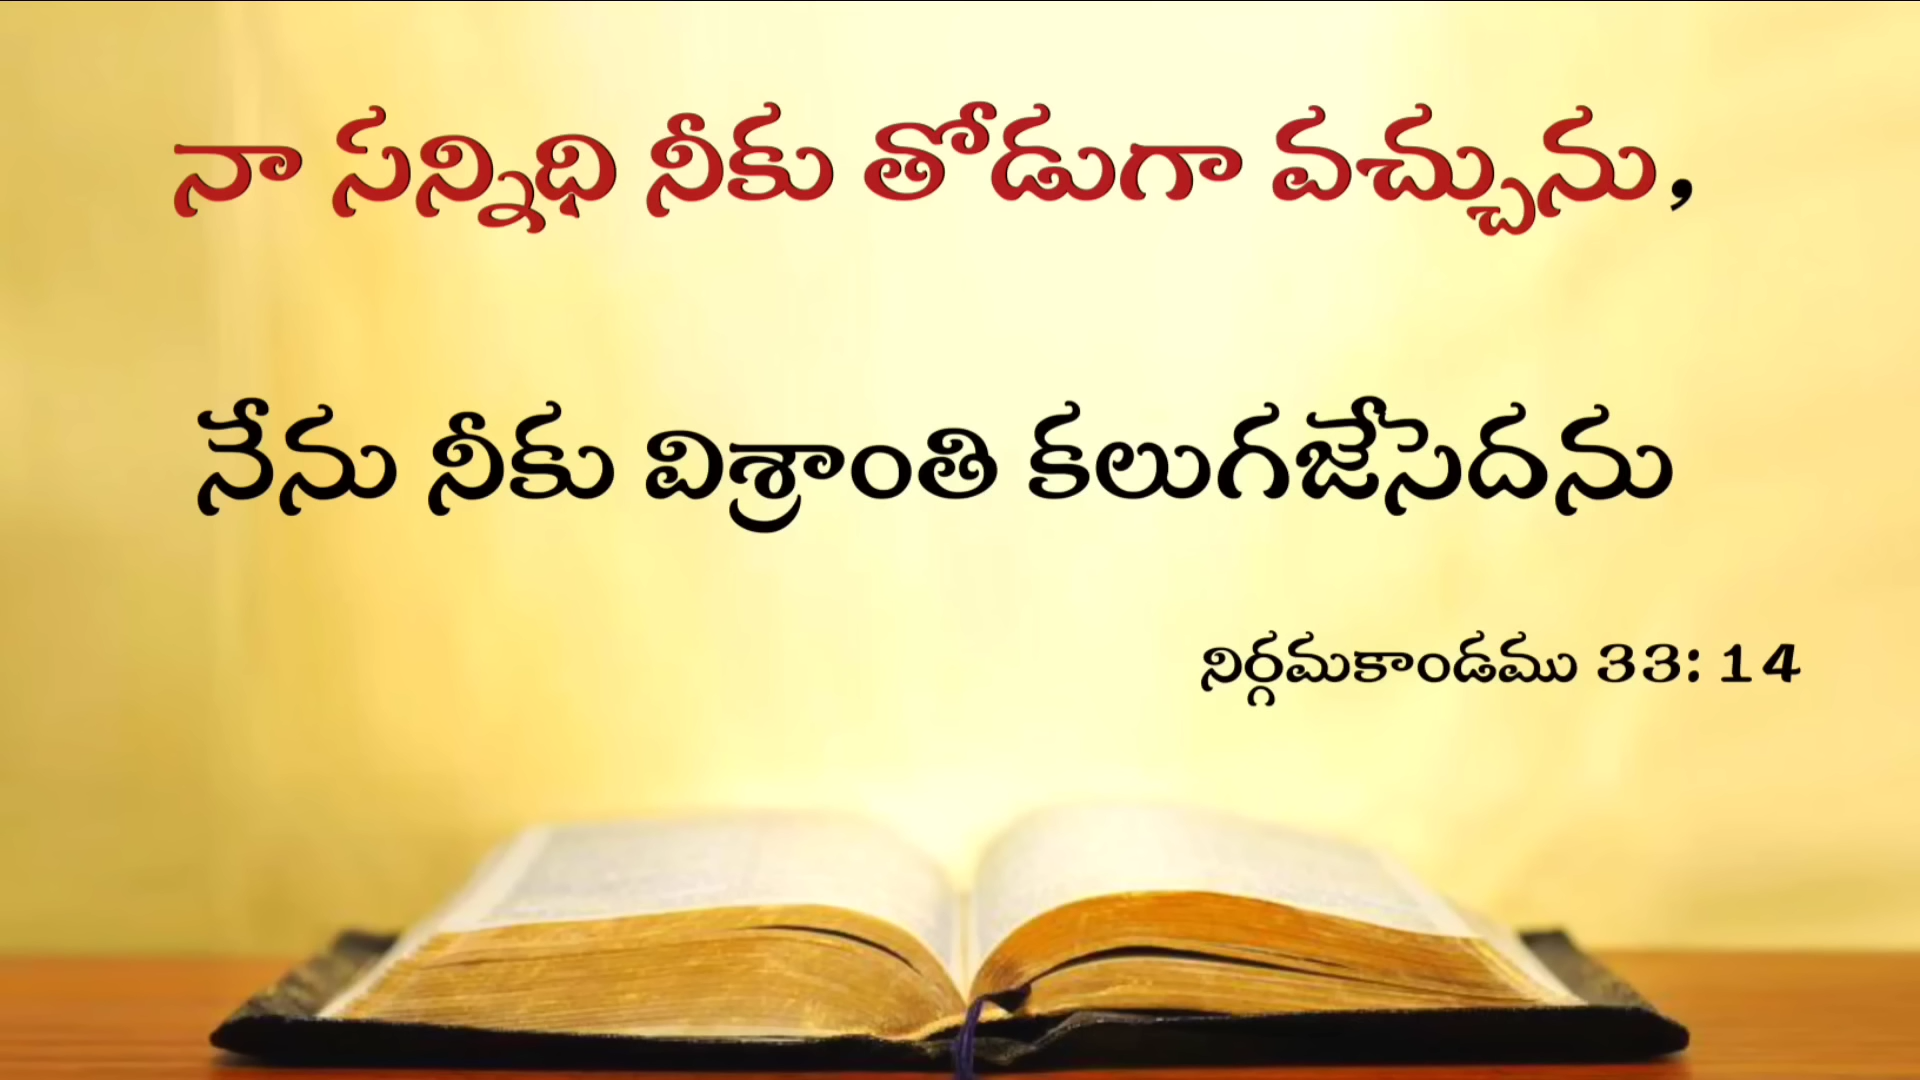 నా సన్నిధి నీకు తోడుగా వచ్చును,
నేను నీకు విశ్రాంతి కలుగజేసెదను
నిర్గమకాండము 33: 14